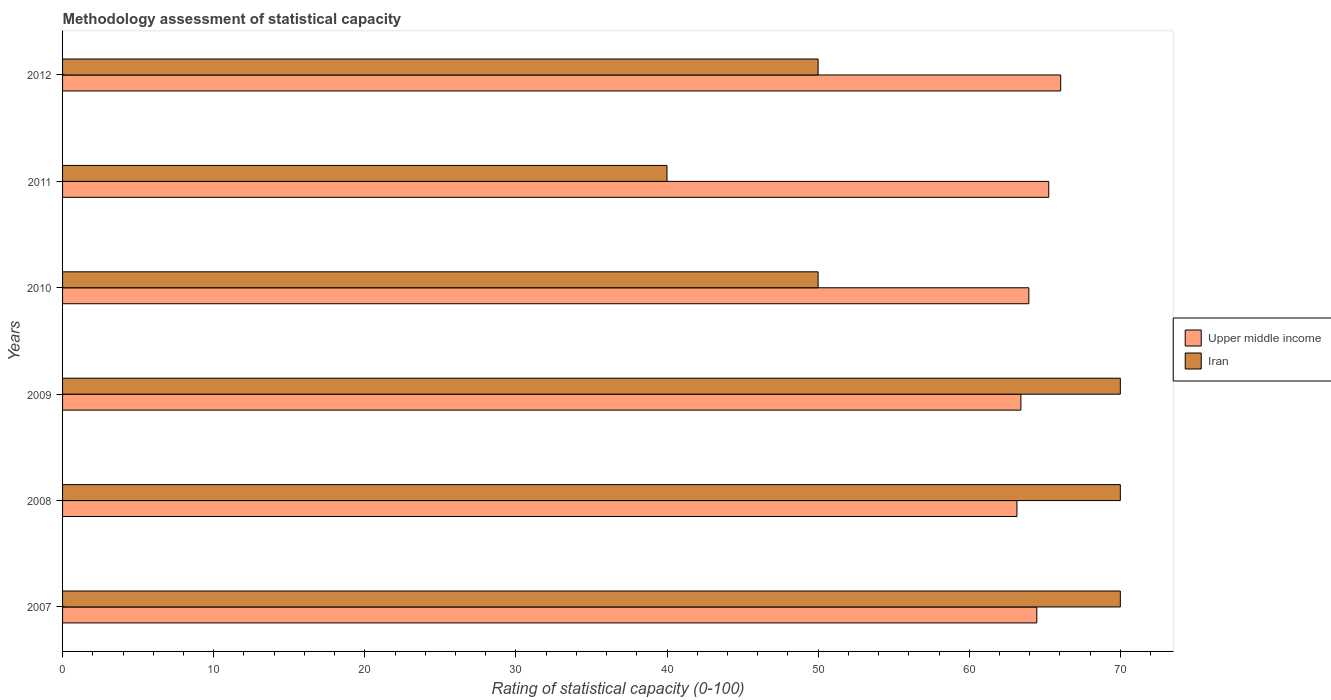 Methodology assessment of statistical capacity
2012
2011
2010
2009
2008
2007
Years
0
10
20
30
40
50
60
70
Rating of statistical capacity (0-100)
Upper middle income
Iran